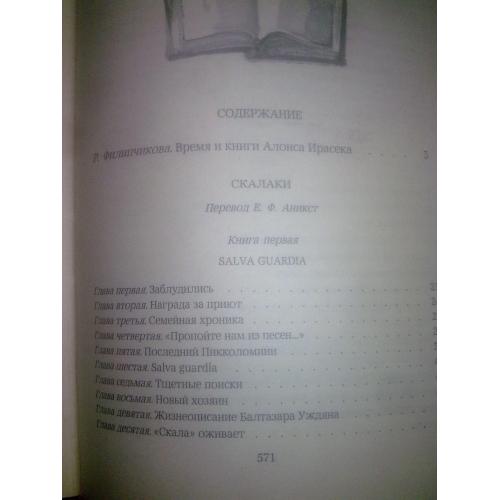 СОДЕРЖАНИЕ
Р. Филипчикова. Время и книги Алоиса Ирасека . . . . . . . 5
СКАЛАКИ
Перевод Е. Ф. Аникст
Книга первая
SALVA GUARDIA
Глава первая. Заблудились
Глава вторая. Награда за приют
Глава третья. Семейная хроника
Глава четвертая. «Пропойте нам из песен...»
Глава пятая. Последний Пикколомини
Глава шестая. Salva guardia
Глава седьмая. Тщетные поиски
Глава восьмая. Новый хозяин
Глава девятая. Жизнеописание Балтазара Уждяна
Глава десятая. «Скала» оживает
571